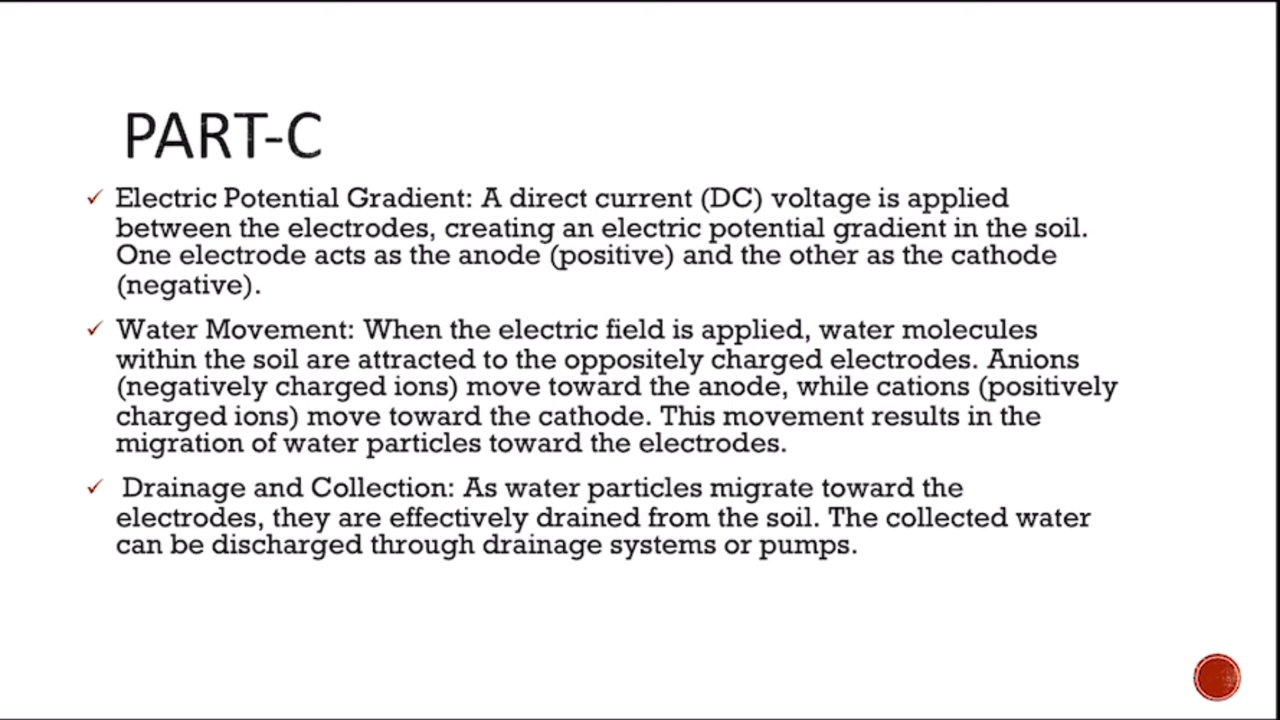 PART-C
✓ Electric Potential Gradient: A direct current (DC) voltage is applied
between the electrodes, creating an electric potential gradient in the soil.
One electrode acts as the anode (positive) and the other as the cathode
(negative).
✓ Water Movement: When the electric field is applied, water molecules
within the soil are attracted to the oppositely charged electrodes. Anions
(negatively charged ions) move toward the anode, while cations (positively
charged ions) move toward the cathode. This movement results in the
migration of water particles toward the electrodes.
✓ Drainage and Collection: As water particles migrate toward the
electrodes, they are effectively drained from the soil. The collected water
can be discharged through drainage systems or pumps.